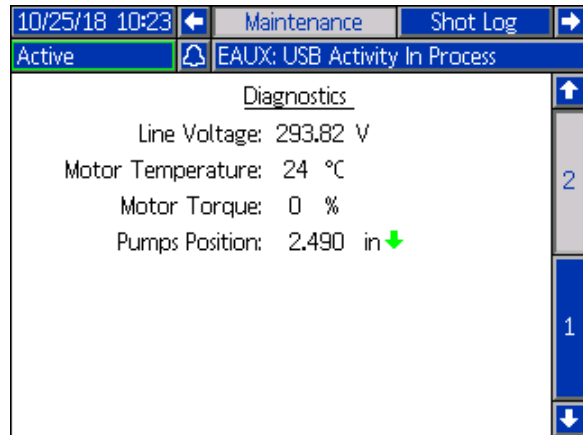 10/25/18 10:23 Maintenance Shot Log
Active EAUX: USB Activity In Process
Diagnostics
Line Voltage: 293.82 V
Motor Temperature: 24 °C
Motor Torque: 0 %
Pumps Position: 2.490 in
2
1